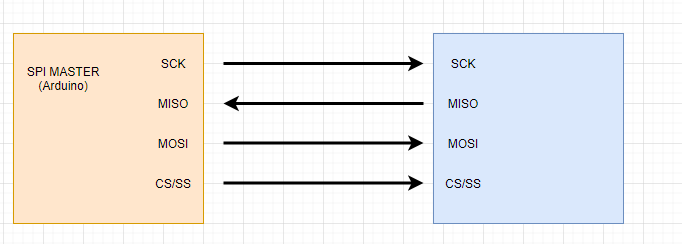 SPI MASTER
(Arduino)
SCK
MISO
MOSI
CS/SS
SCK
MISO
MOSI
CS/SS